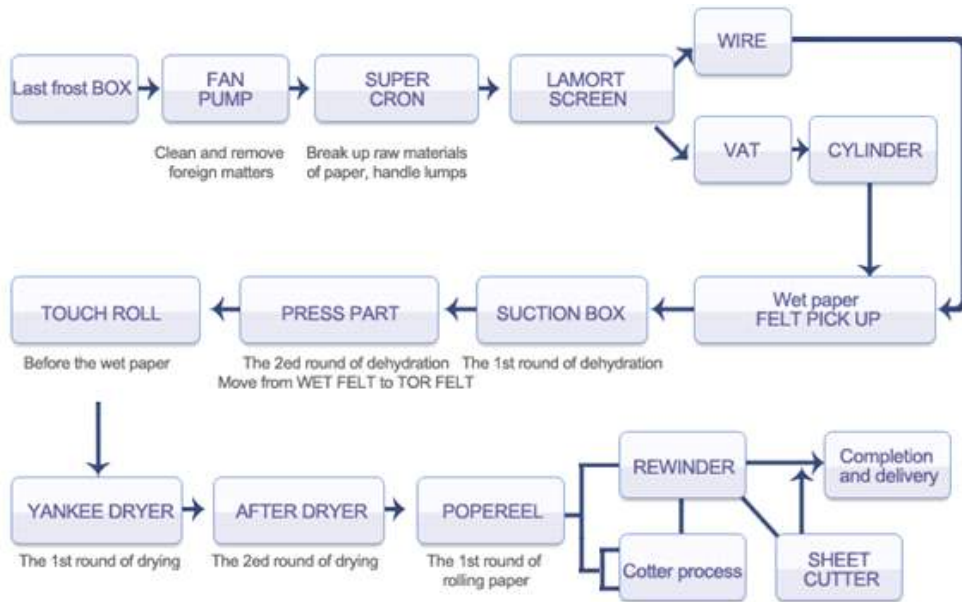 Last frost BOX
FAN
PUMP
SUPER
CRON
LAMORT
SCREEN
WIRE
VAT
CYLINDER
Clean and remove
foreign matters
Break up raw materials
of paper, handle lumps
TOUCH ROLL
PRESS PART
SUCTION BOX
Wet paper
FELT PICK UP
Before the wet paper
The 2ed round of dehydration
Move from WET FELT to TOR FELT
The 1st round of dehydration
YANKEE DRYER
AFTER DRYER
POPEREEL
REWINDER
Completion
and delivery
The 1st round of drying
The 2ed round of drying
The 1st round of
rolling paper
Cotter process
SHEET
CUTTER